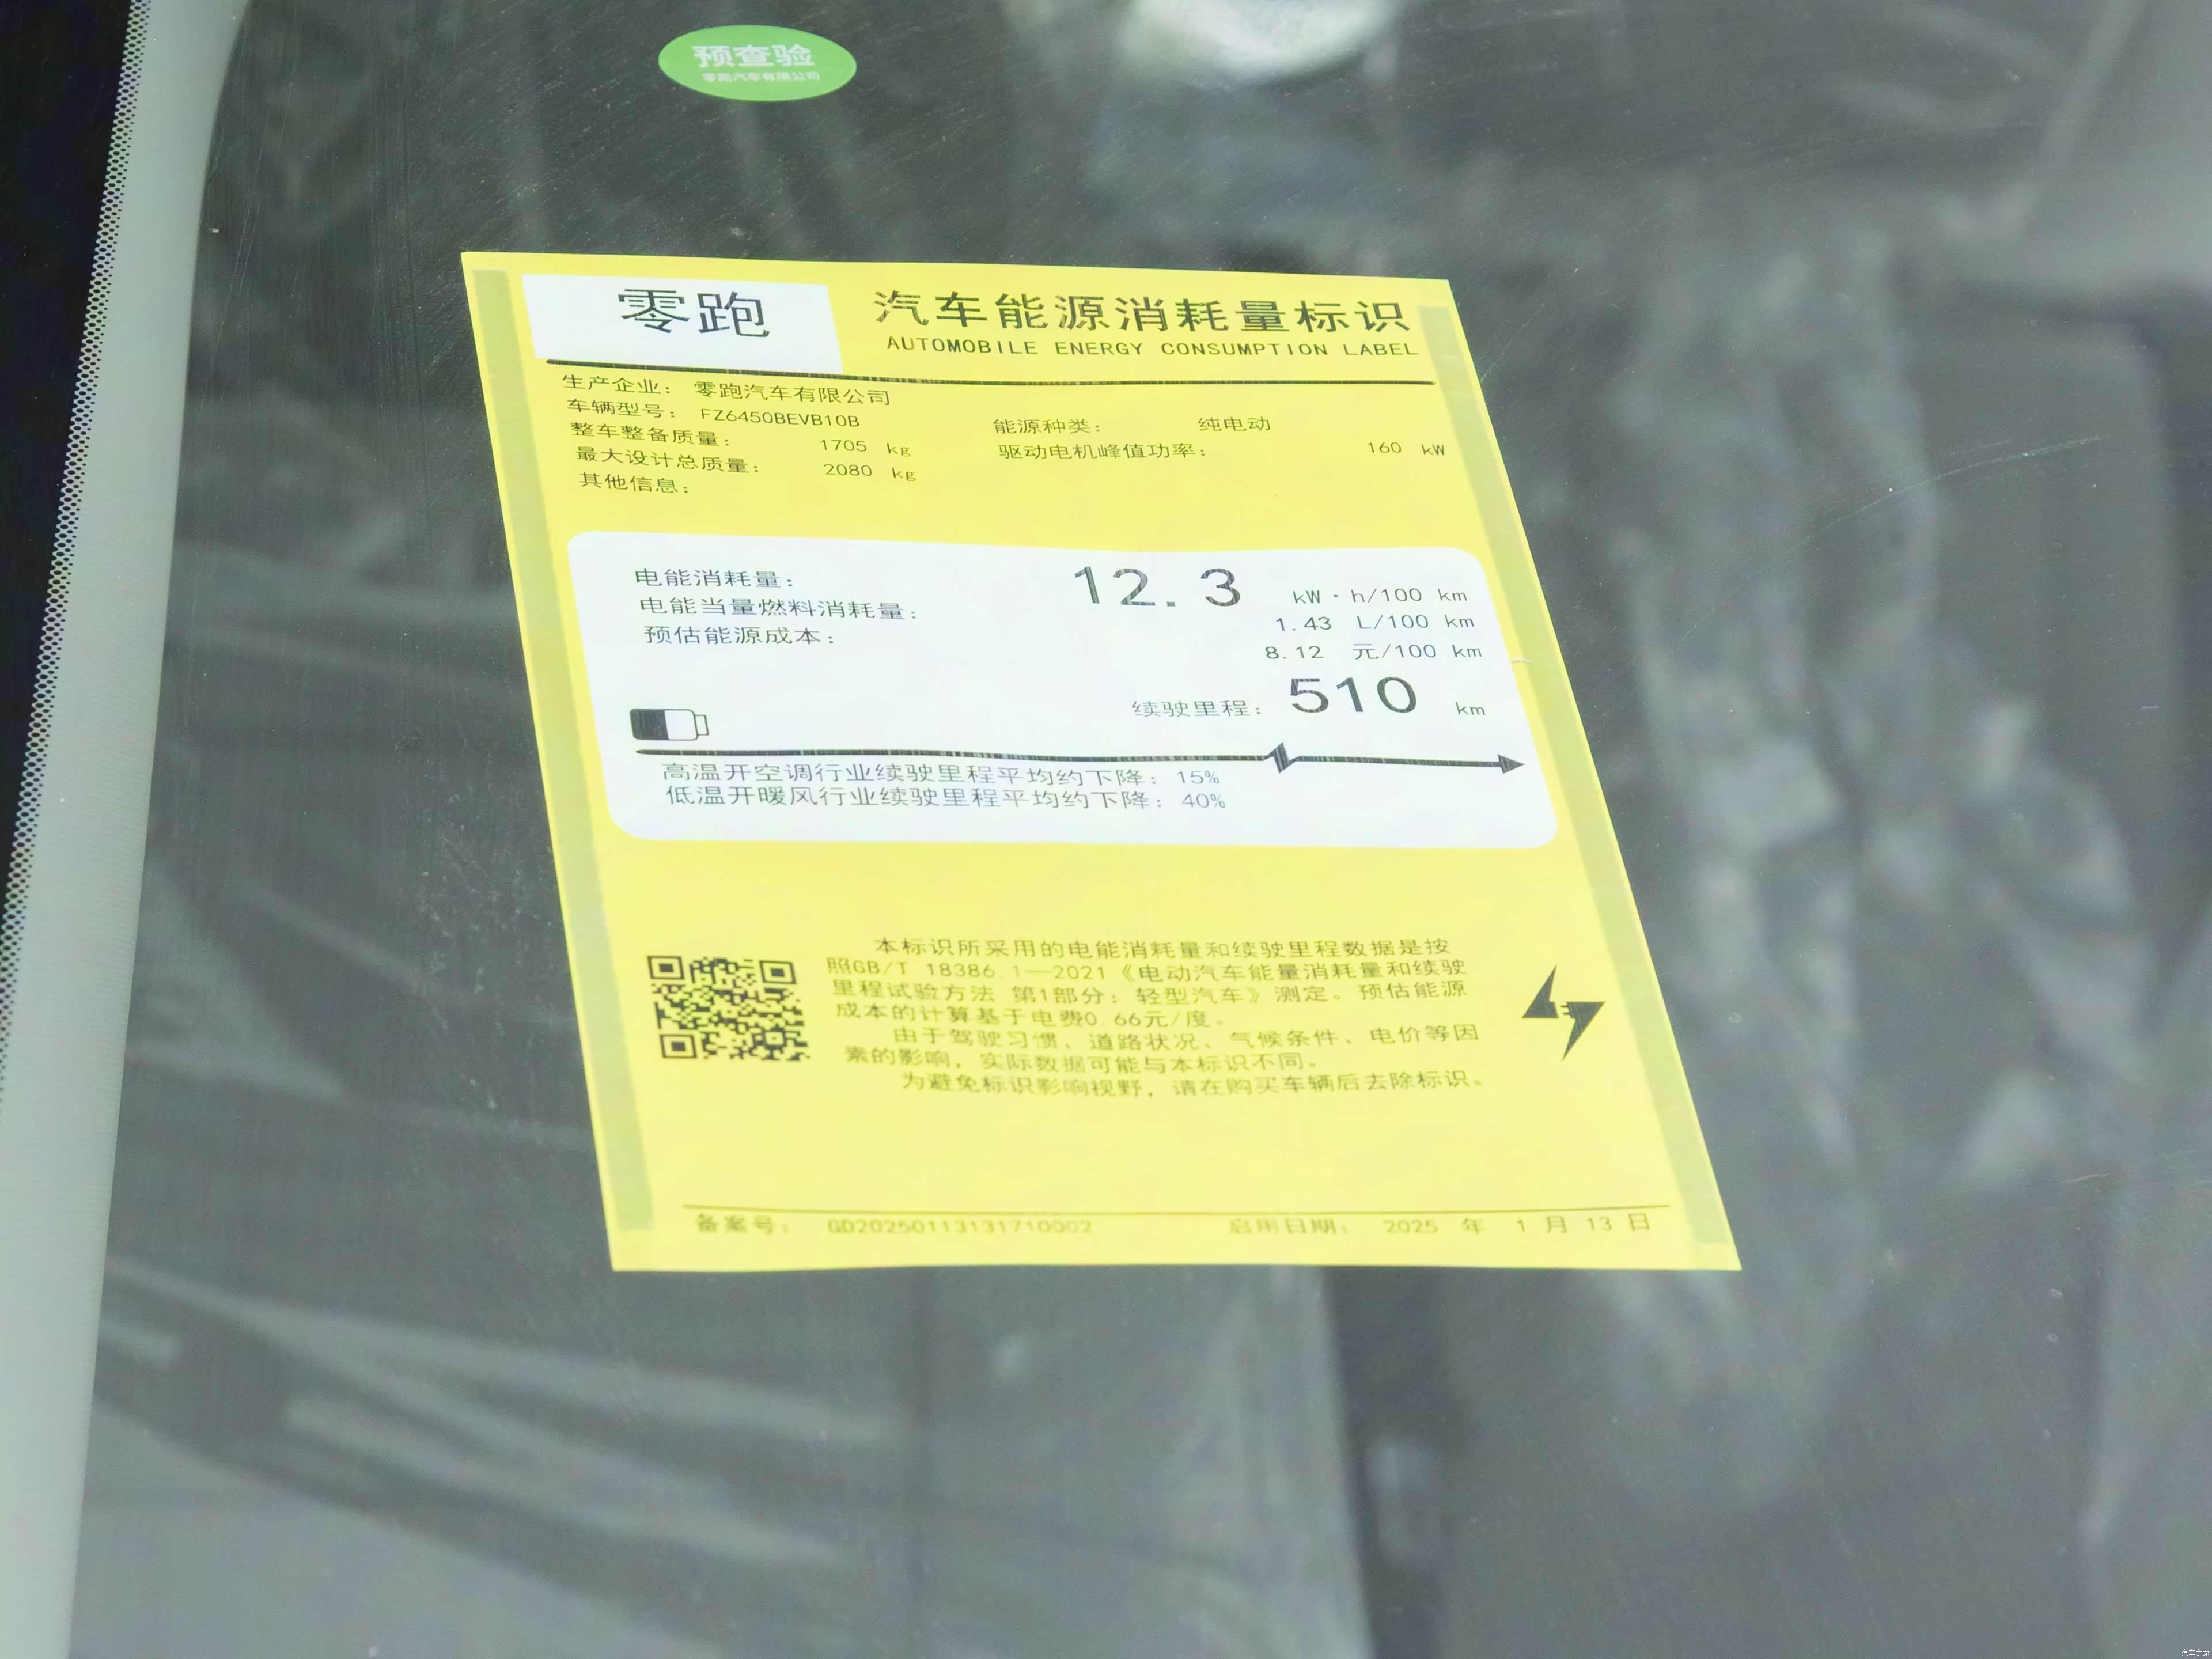 预查验
零跑汽车有限公司
零跑
汽车能源消耗量标识
AUTOMOBILE ENERGY CONSUMPTION LABEL
生产企业： 零跑汽车有限公司
车辆型号： FZ6450BEVB10B
能源种类： 纯电动
整车整备质量： 1705 kg
驱动电机峰值功率： 160 kW
最大设计总质量： 2080 kg
其他信息：
电能消耗量： 12.3 kW·h/100 km
电能当量燃料消耗量： 1.43 L/100 km
预估能源成本： 8.12 元/100 km
续驶里程： 510 km
高温开空调行业续驶里程平均约下降： 15%
低温开暖风行业续驶里程平均约下降： 40%
本标识所采用的电能消耗量和续驶里程数据是按
照GB/T 18386.1—2021《电动汽车能量消耗量和续驶
里程试验方法 第1部分：轻型汽车》测定。预估能源
成本的计算基于电费0.66元/度。
由于驾驶习惯、道路状况、气候条件、电价等因
素的影响，实际数据可能与本标识不同。
为避免标识影响视野，请在购买车辆后去除标识。
备案号： GD20250113131710002 启用日期： 2025 年 1 月 13 日
汽车之家